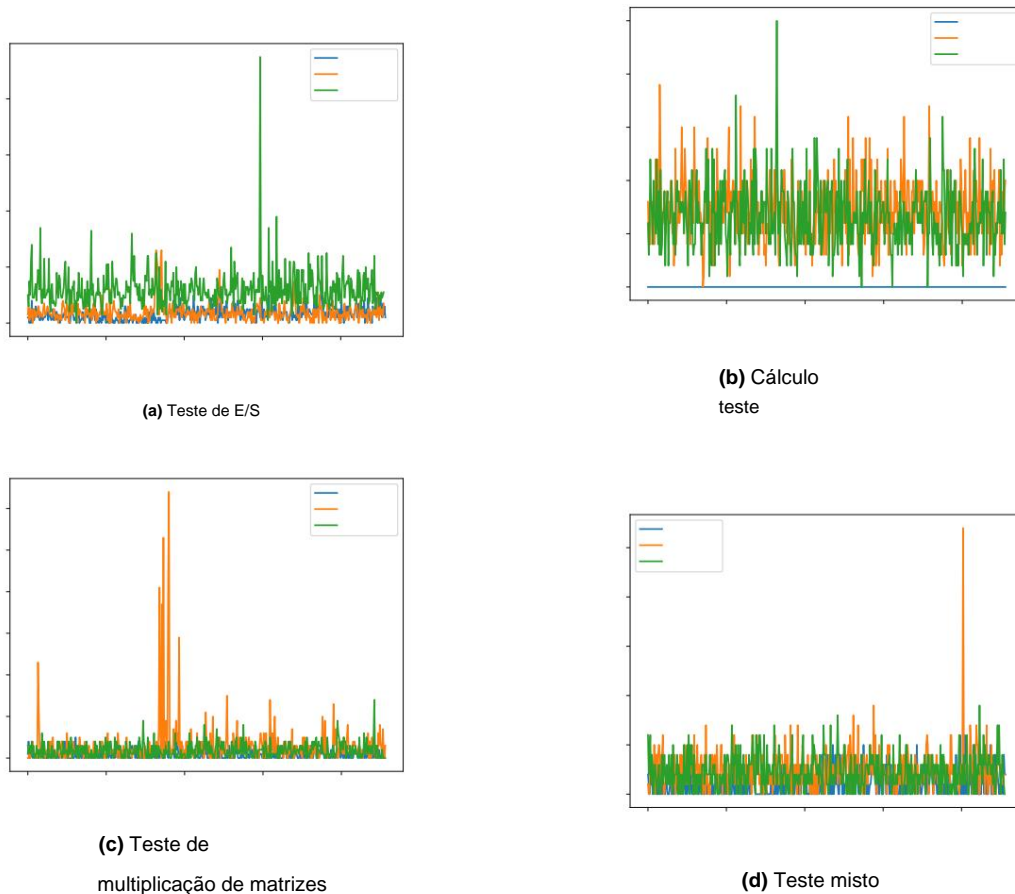 (a) Teste de E/S
(b) Cálculo
teste
(c) Teste de
multiplicação de matrizes
(d) Teste misto